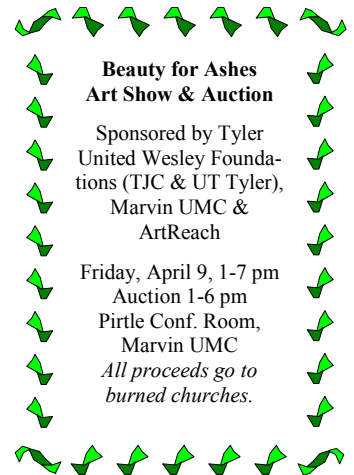 Beauty for Ashes
Art Show & Auction
Sponsored by Tyler
United Wesley Founda-
tions (TJC & UT Tyler),
Marvin UMC &
ArtReach
Friday, April 9, 1-7 pm
Auction 1-6 pm
Pirtle Conf. Room,
Marvin UMC
All proceeds go to
burned churches.